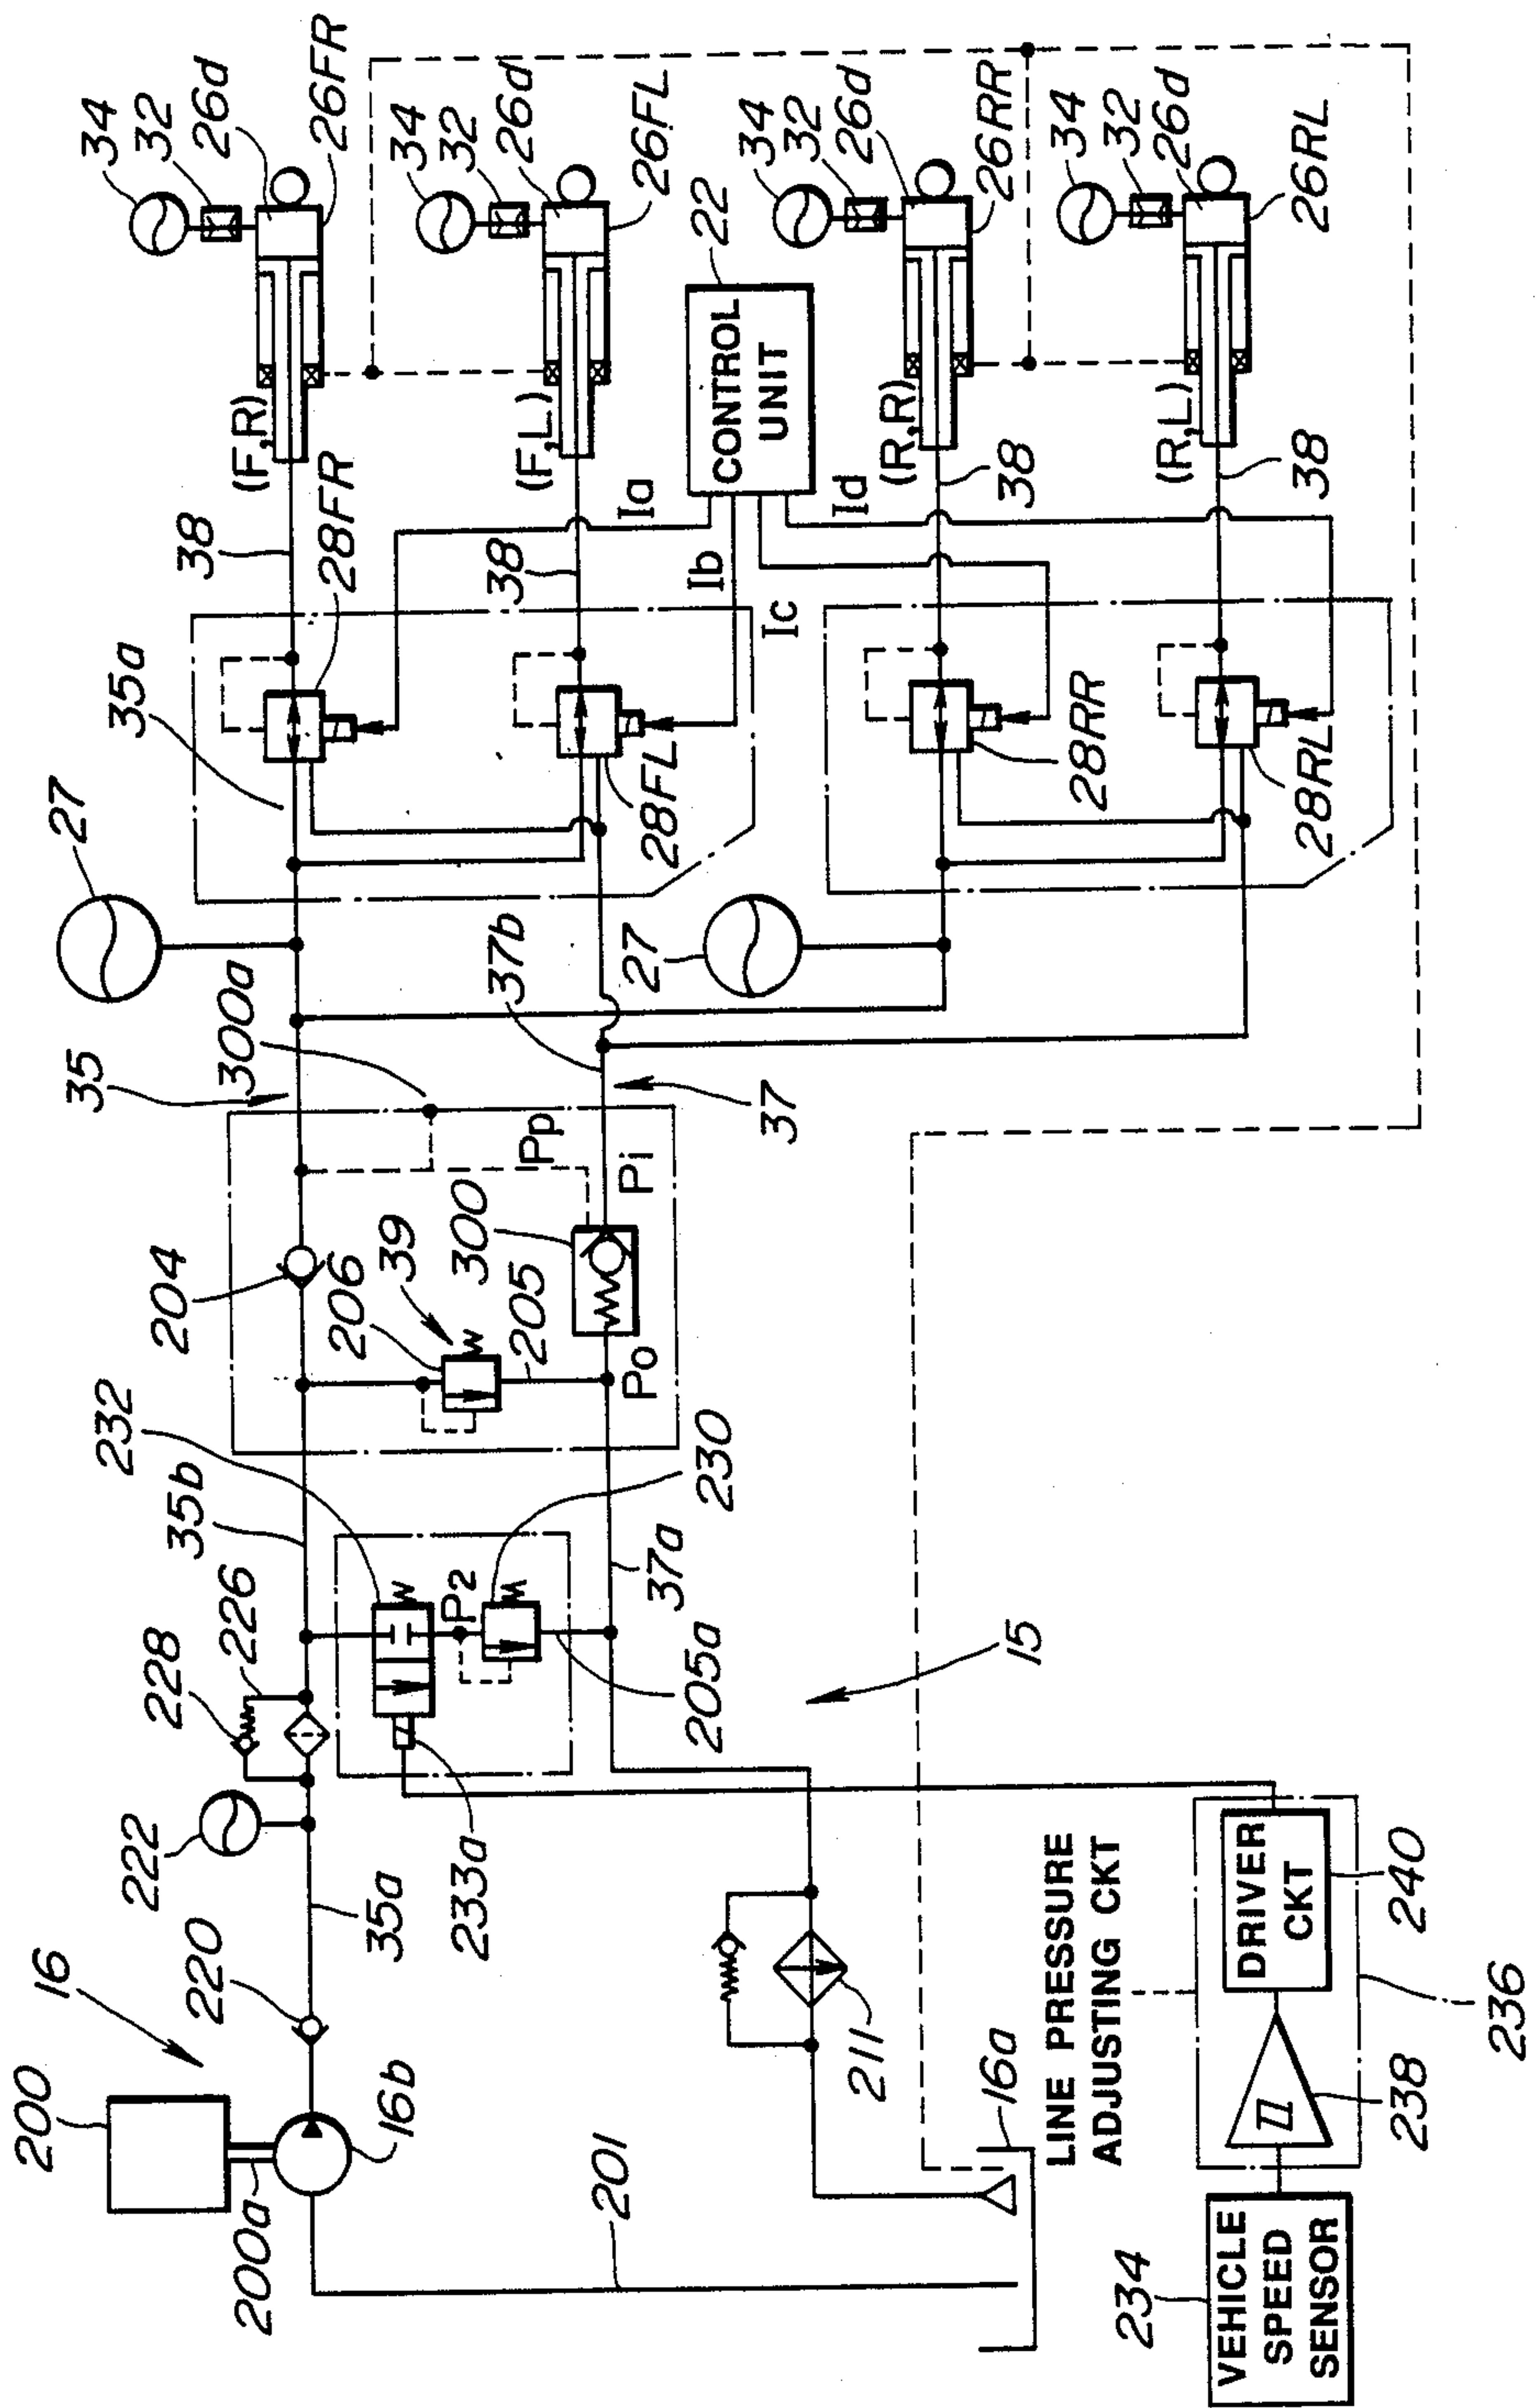 34
32
26d
26FR
34
32
26d
26FL
34
32
26d
26RR
34
32
26d
26RL
22
CONTROL
UNIT
(F,R)
(F,L)
(R,R)
(R,L)
38
28FR
38
38
38
Ia
Ib
Ic
Id
35a
28FL
28RR
28RL
27
27
35
300a
37b
37
Pp
Pi
204
206
39
300
205
Po
232
230
35b
37a
226
228
P2
205a
15
222
233a
35a
220
16
200
200a
16b
201
211
16a
LINE PRESSURE
ADJUSTING CKT
DRIVER
CKT
240
236
238
234
VEHICLE
SPEED
SENSOR